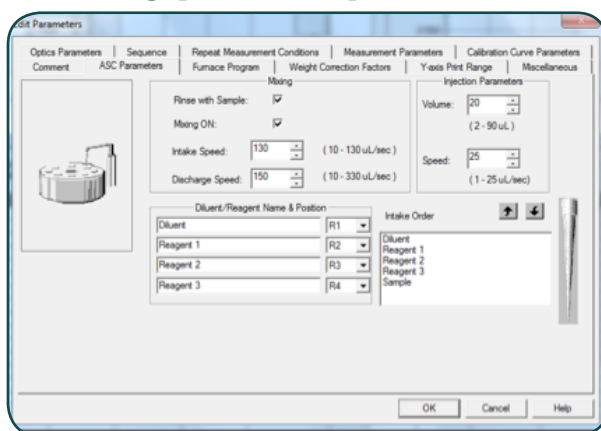 dit Parameters
Optics Parameters | Sequence | Repeat Measurement Conditions | Measurement Parameters | Calibration Curve Parameters
Comment | ASC Parameters | Furnace Program | Weight Correction Factors | Y-axis Print Range | Miscellaneous
Mixing
Rinse with Sample:
Mixing ON:
Intake Speed: 130 (10 - 130 uL/sec)
Discharge Speed: 150 (10 - 330 uL/sec)
Injection Parameters
Volume: 20
(2 - 90 uL)
Speed: 25
(1 - 25 uL/sec)
Diluent/Reagent Name & Position
Diluent R1
Reagent 1 R2
Reagent 2 R3
Reagent 3 R4
Intake Order
Diluent
Reagent 1
Reagent 2
Reagent 3
Sample
OK Cancel Help